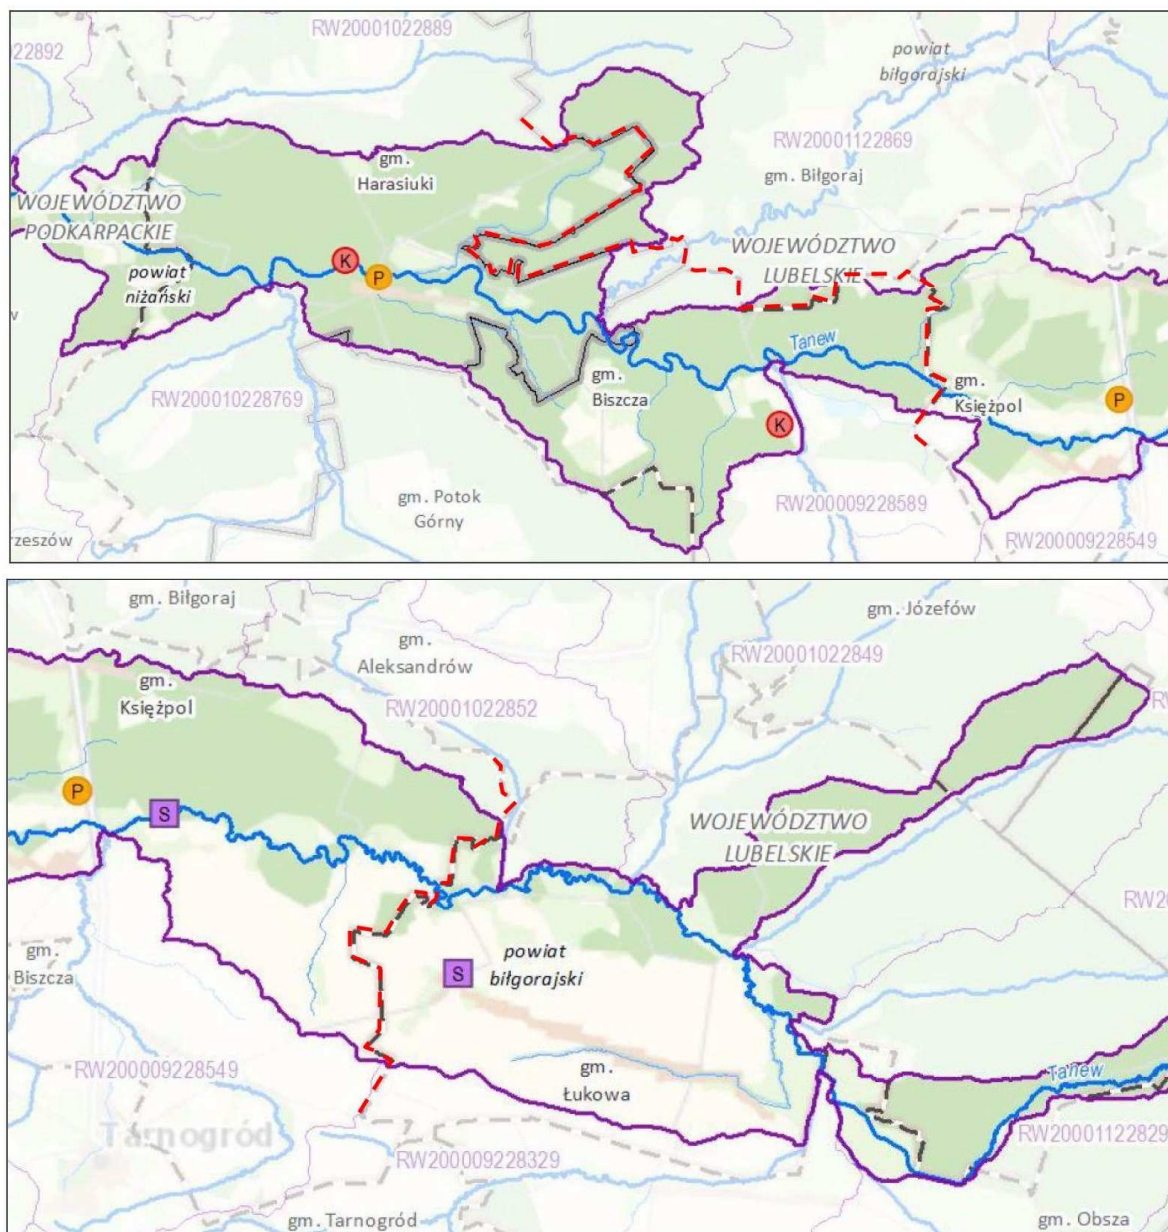 RW20001022889
22892
powiat
biłgorajski
RW20001122869
gm.
Harasiuki
gm. Biłgoraj
WOJEWÓDZTWO
PODKARPACKIE
WOJEWÓDZTWO
LUBELSKIE
K
P
powiat
niżański
Tanew
gm.
Biszcza
gm.
Księżpol
P
RW200010228769
K
gm. Potok
Górny
RW200009228589
rzeszów
RW200009228549
gm. Biłgoraj
gm. Józefów
gm.
Aleksandrów
RW20001022849
gm.
Księżpol
RW20001022852
P
S
WOJEWÓDZTWO
LUBELSKIE
gm.
Biszcza
powiat
biłgorajski
S
RW200009228549
gm.
Łukowa
Tanew
Tarnogród
RW200009228329
RW20001122829
gm. Tarnogród
gm. Obsza